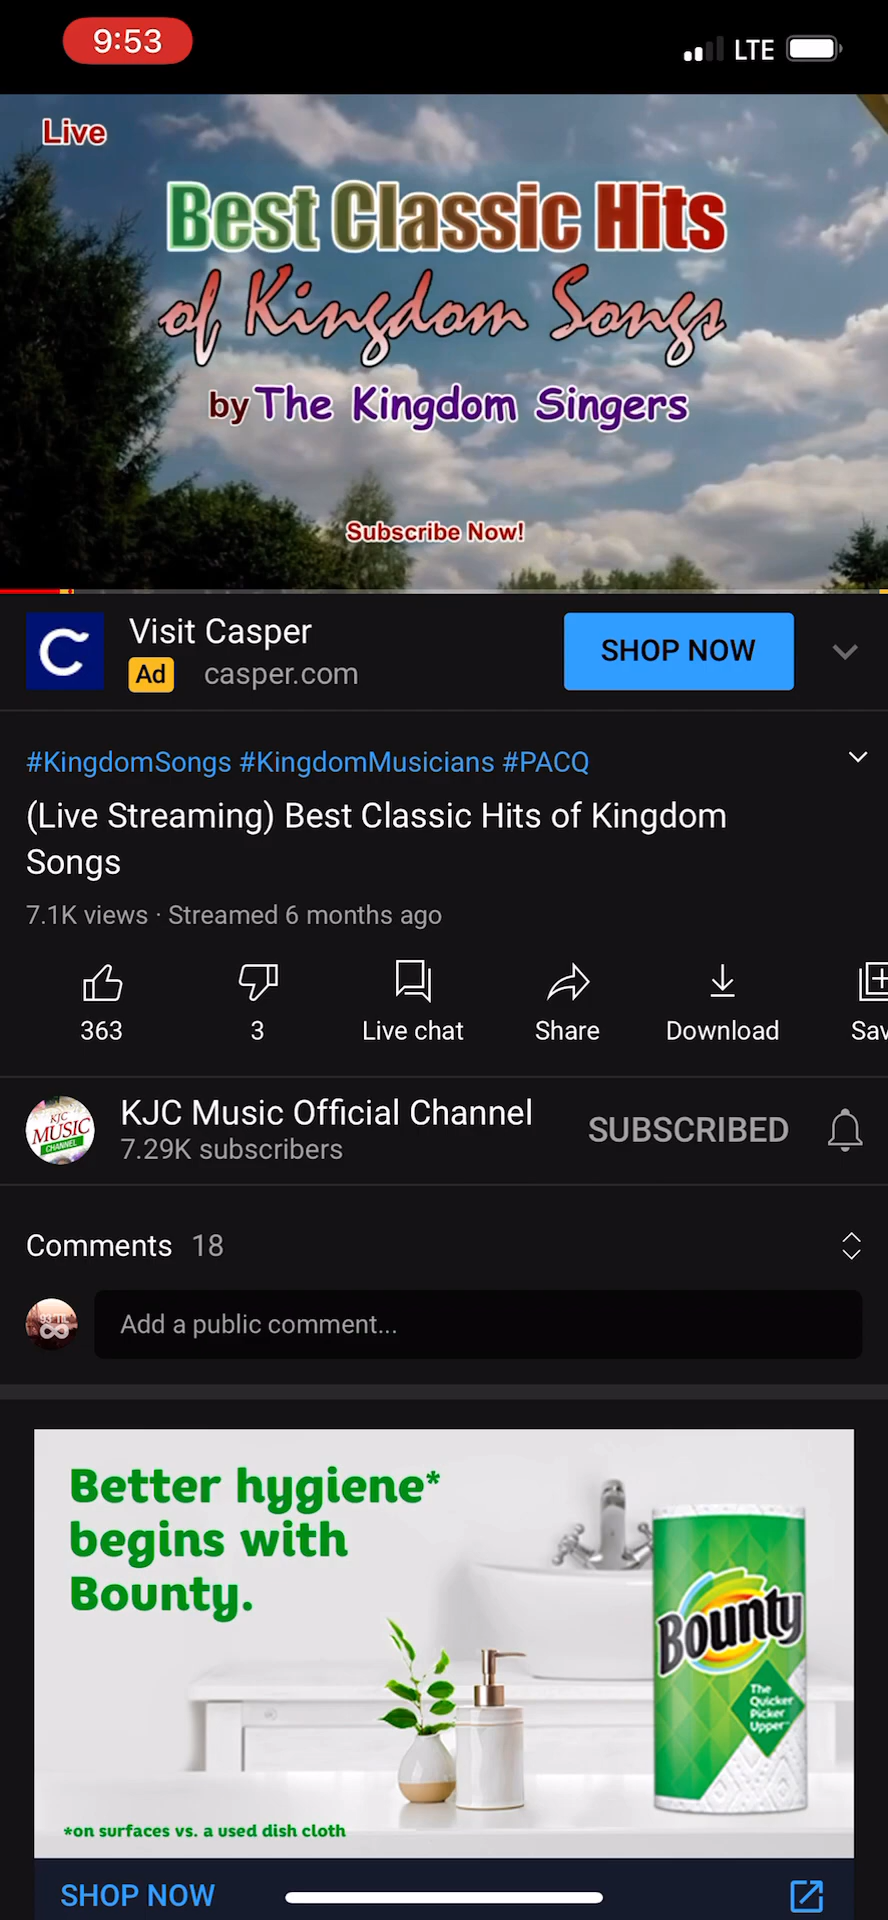 9:53
LTE
Live
Best Classic Hits
of Kingdom Songs
by The Kingdom Singers
Subscribe Now!
Visit Casper
SHOP NOW
Ad casper.com
#KingdomSongs #KingdomMusicians #PACQ
(Live Streaming) Best Classic Hits of Kingdom
Songs
7.1K views · Streamed 6 months ago
363
3
Live chat
Share
Download
Sav
KJC
MUSIC
CHANNEL
KJC Music Official Channel
7.29K subscribers
SUBSCRIBED
Comments 18
Add a public comment...
Better hygiene*
begins with
Bounty.
Bounty
The
Quicker
Picker
Upper™
*on surfaces vs. a used dish cloth
SHOP NOW